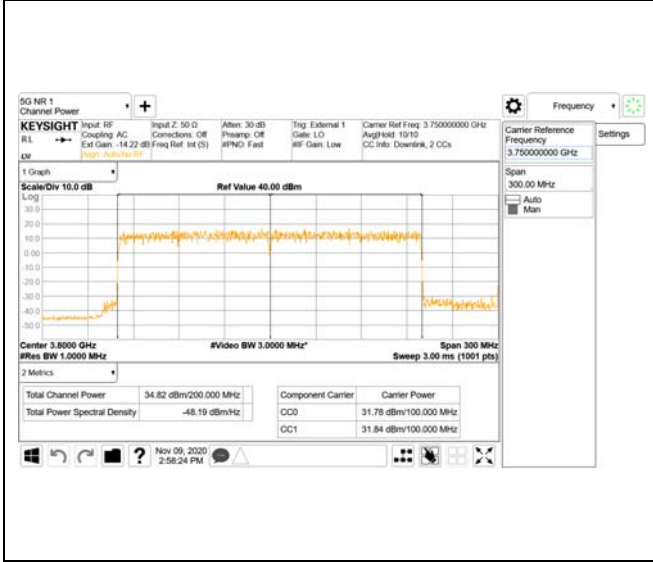 5G NR 1
Channel Power
Frequency
KEYSIGHT
Input: RF
Input Z: 50 Ω
Atten: 30 dB
Trig: External 1
Carrier Ref Freq: 3.750000000 GHz
RL
Coupling: AC
Corrections: Off
Preamp: Off
Gate: LO
Avg|Hold: 10/10
Ext Gain: -14.22 dB
Freq Ref: Int (S)
#PNO: Fast
#IF Gain: Low
CC Info: Downlink, 2 CCs
Align: Auto/No RF
Carrier Reference
Frequency
3.750000000 GHz
Settings
Span
300.00 MHz
Auto
Man
1 Graph
Scale/Div 10.0 dB
Ref Value 40.00 dBm
Log
30.0
20.0
10.0
0.00
-10.0
-20.0
-30.0
-40.0
-50.0
Center 3.8000 GHz
#Video BW 3.0000 MHz*
Span 300 MHz
#Res BW 1.0000 MHz
Sweep 3.00 ms (1001 pts)
2 Metrics
Total Channel Power
34.82 dBm/200.000 MHz
Total Power Spectral Density
-48.19 dBm/Hz
Component Carrier
Carrier Power
CC0
31.78 dBm/100.000 MHz
CC1
31.84 dBm/100.000 MHz
?
Nov 09, 2020
2:58:24 PM